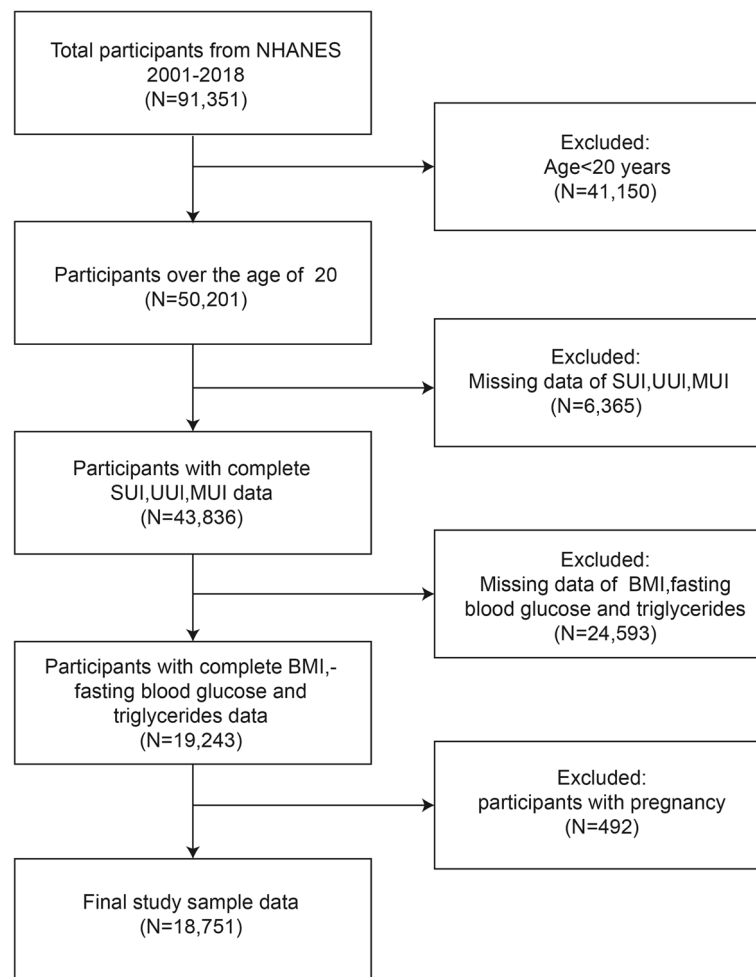 Total participants from NHANES
2001-2018
(N=91,351)
Excluded:
Age<20 years
(N=41,150)
Participants over the age of 20
(N=50,201)
Excluded:
Missing data of SUI,UUI,MUI
(N=6,365)
Participants with complete
SUI,UUI,MUI data
(N=43,836)
Excluded:
Missing data of BMI,fasting
blood glucose and triglycerides
(N=24,593)
Participants with complete BMI,-
fasting blood glucose and
triglycerides data
(N=19,243)
Excluded:
participants with pregnancy
(N=492)
Final study sample data
(N=18,751)